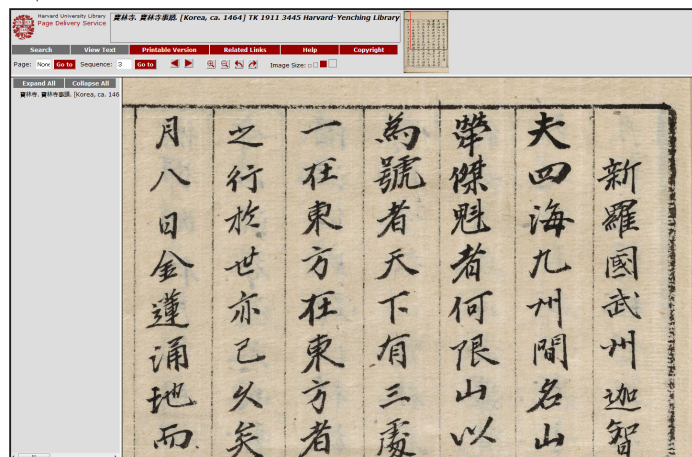 Harvard University Library
Page Delivery Service
寶林寺. 寶林寺事蹟. [Korea, ca. 1464] TK 1911 3445 Harvard-Yenching Library
Search View Text Printable Version Related Links Help Copyright
Page: None Go to Sequence: 3 Go to Image Size:
Expand All Collapse All
寶林寺. 寶林寺事蹟. [Korea, ca. 146
新羅國武州迦智
夫四海九州間名山
犖傑魁者何限山以
為號者天下有三處
一在東方在東方者
之行於世亦已久矣
月八日金蓮涌地而